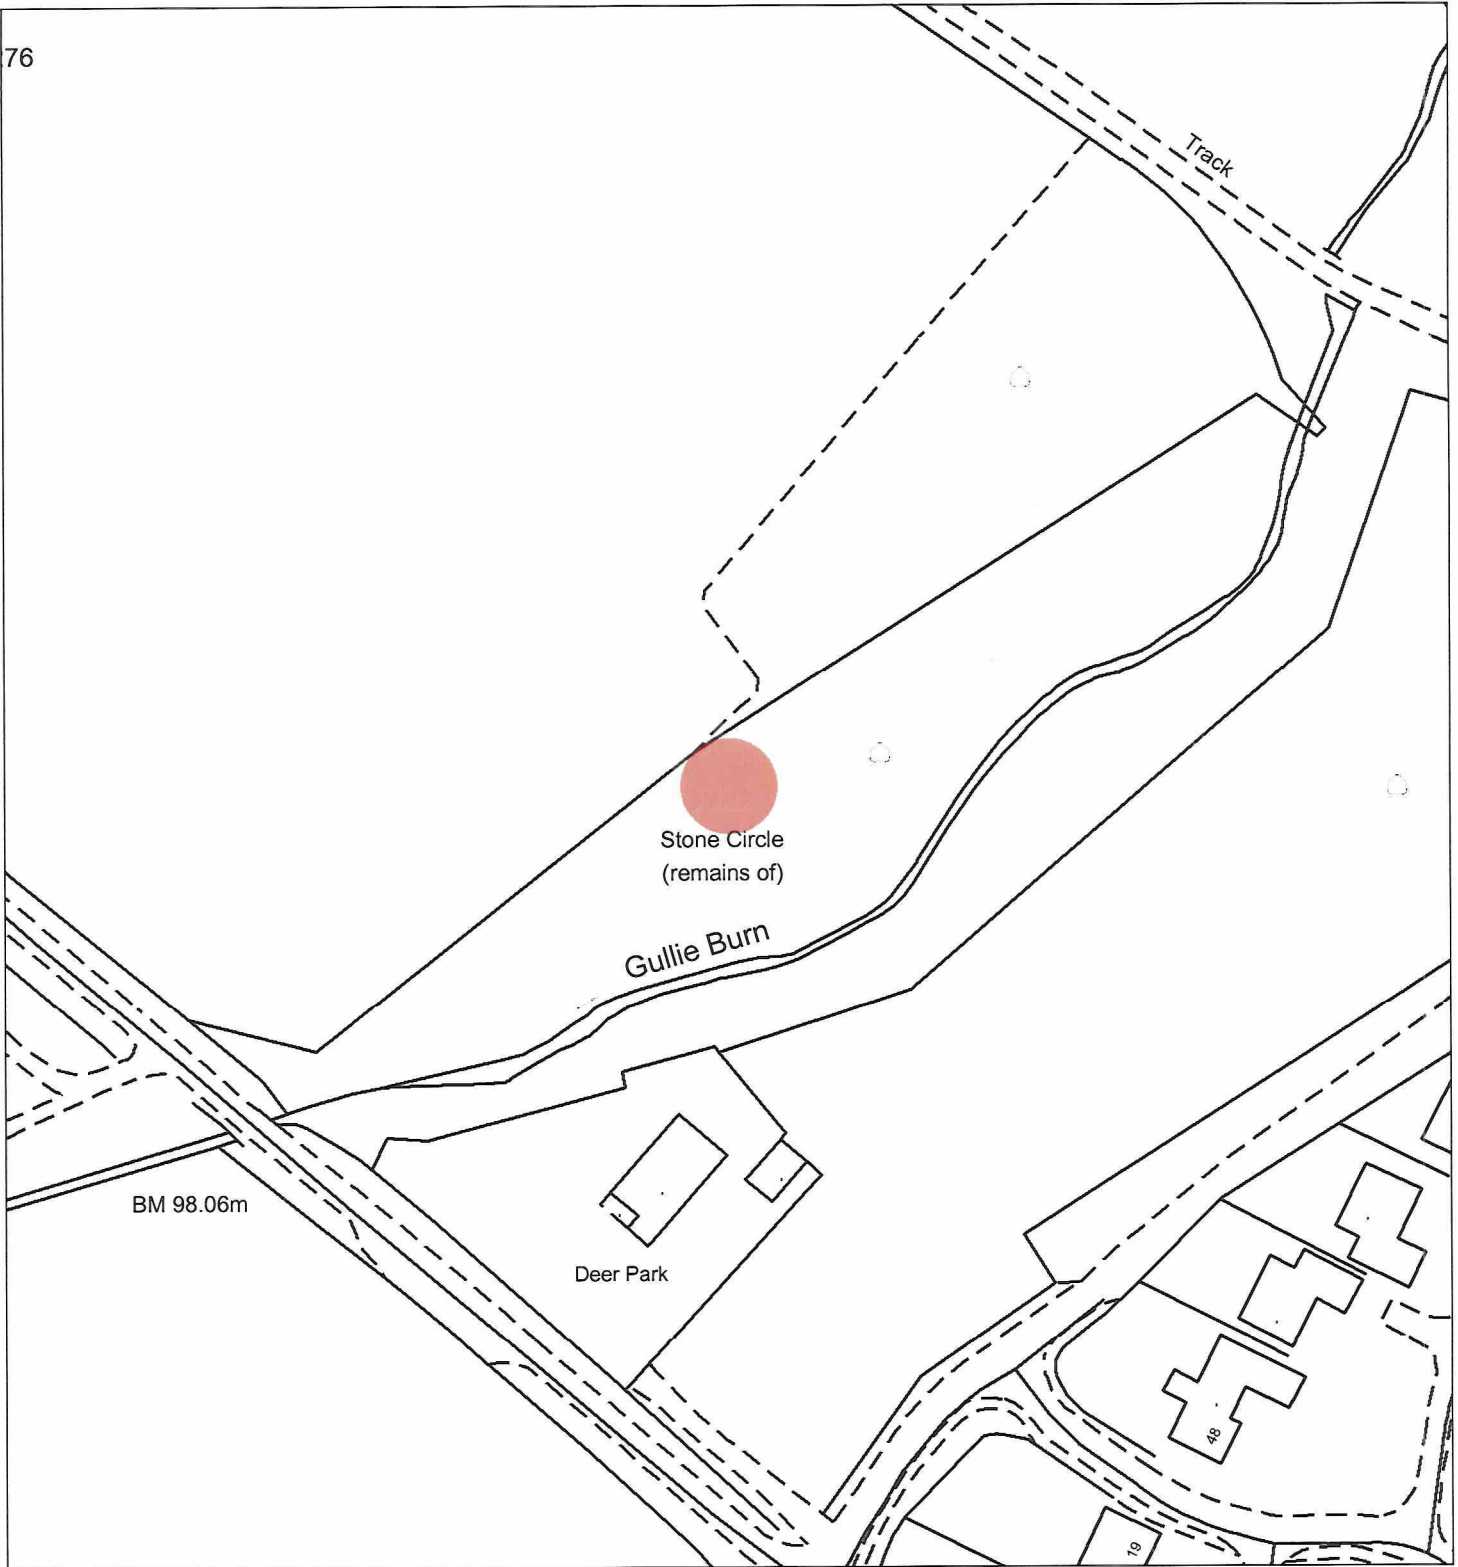 76
Track
Stone Circle
(remains of)
Gullie Burn
BM 98.06m
Deer Park
48
19